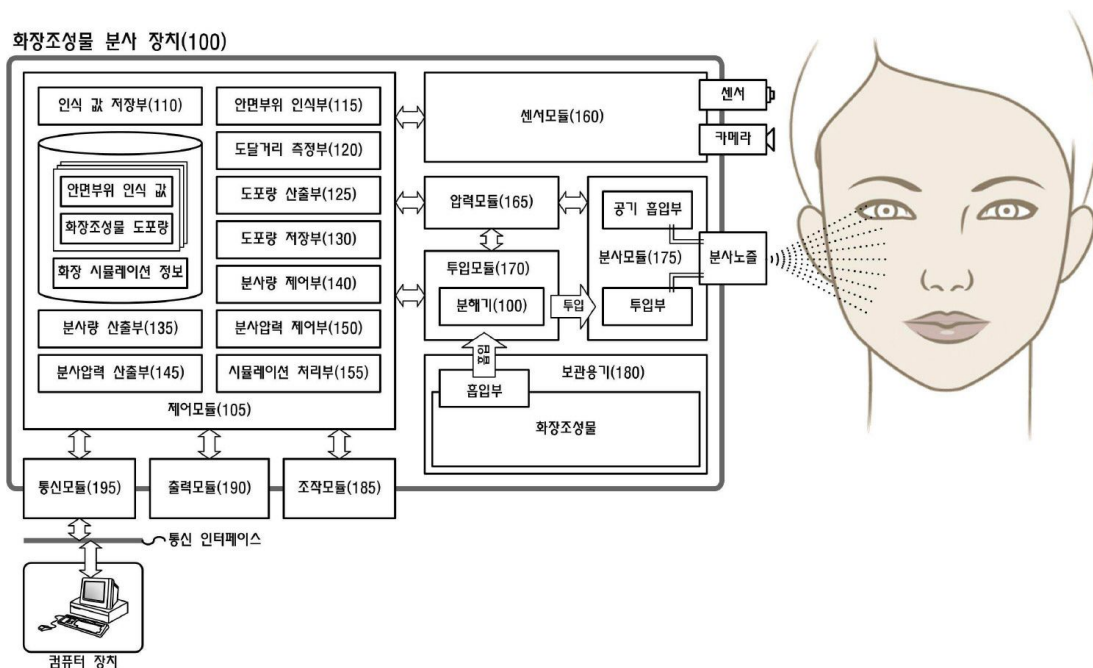 화장조성물 분사 장치(100)
인식 값 저장부(110)
안면부위 인식부(115)
도달거리 측정부(120)
안면부위 인식 값
도포량 산출부(125)
화장조성물 도포량
도포량 저장부(130)
화장 시뮬레이션 정보
분사량 제어부(140)
분사량 산출부(135)
분사압력 제어부(150)
분사압력 산출부(145)
시뮬레이션 처리부(155)
제어모듈(105)
센서모듈(160)
센서
카메라
압력모듈(165)
공기 흡입부
분사모듈(175)
분사노즐
투입모듈(170)
분해기(100)
투입
투입부
흡입부
보관용기(180)
화장조성물
통신모듈(195)
출력모듈(190)
조작모듈(185)
통신 인터페이스
컴퓨터 장치